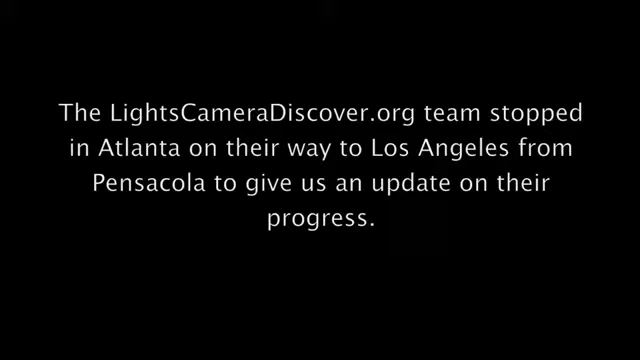 The LightsCameraDiscover.org team stopped
in Atlanta on their way to Los Angeles from
Pensacola to give us an update on their
progress.